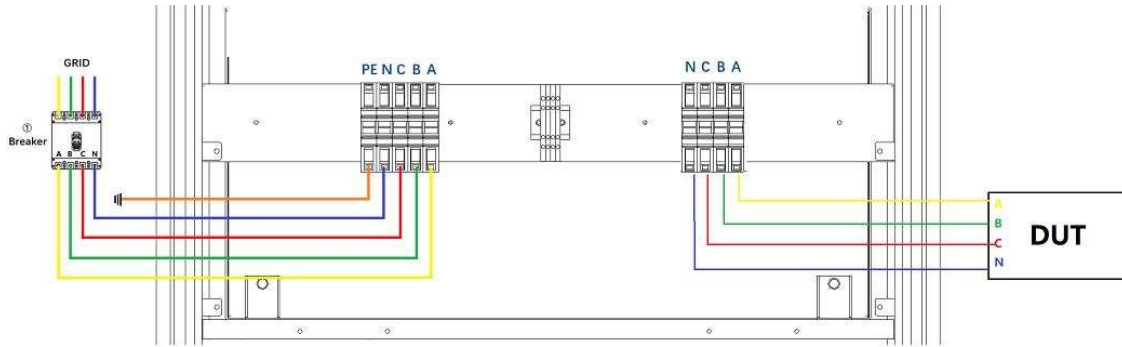 GRID
①
Breaker
A B C N
PE N C B A
N C B A
A
B
C
N
DUT